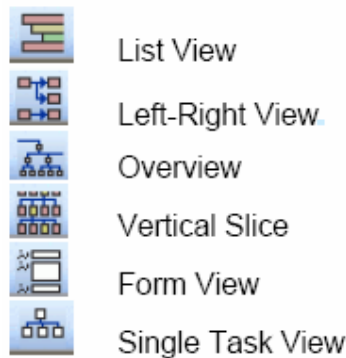 List View
Left-Right View
Overview
Vertical Slice
Form View
Single Task View